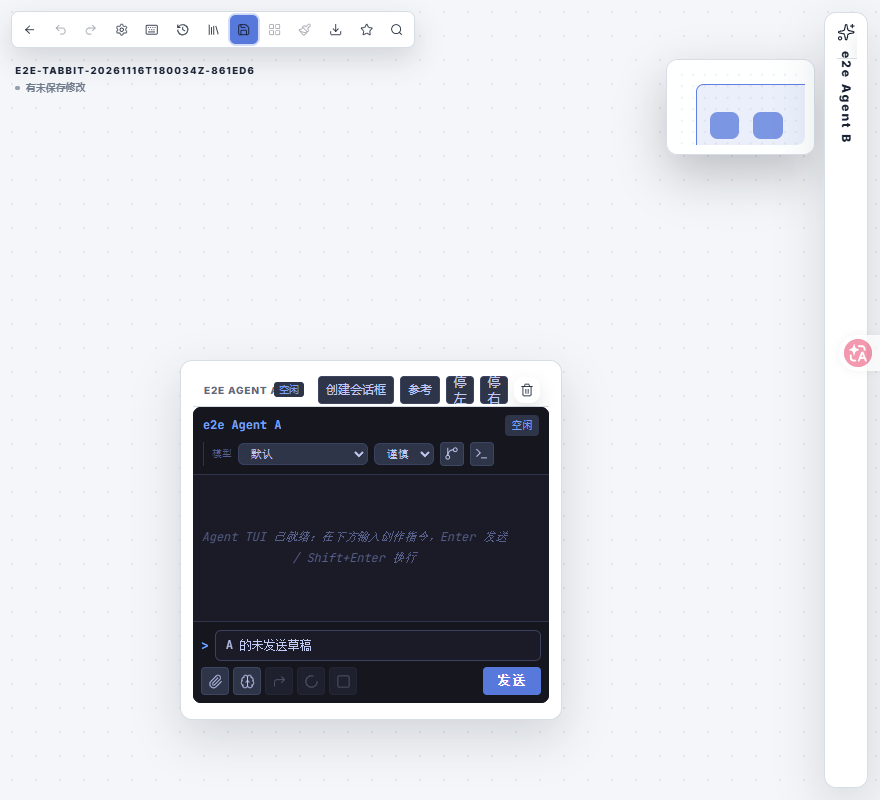 E2E-TABBIT-20261116T180034Z-861ED6
有未保存修改
e2e Agent B
E2E AGENT A
空闲
创建会话框
参考
停左
停右
e2e Agent A
空闲
模型
默认
谨慎
Agent TUI 已就绪；在下方输入创作指令，Enter 发送
/ Shift+Enter 换行
> A 的未发送草稿
发送